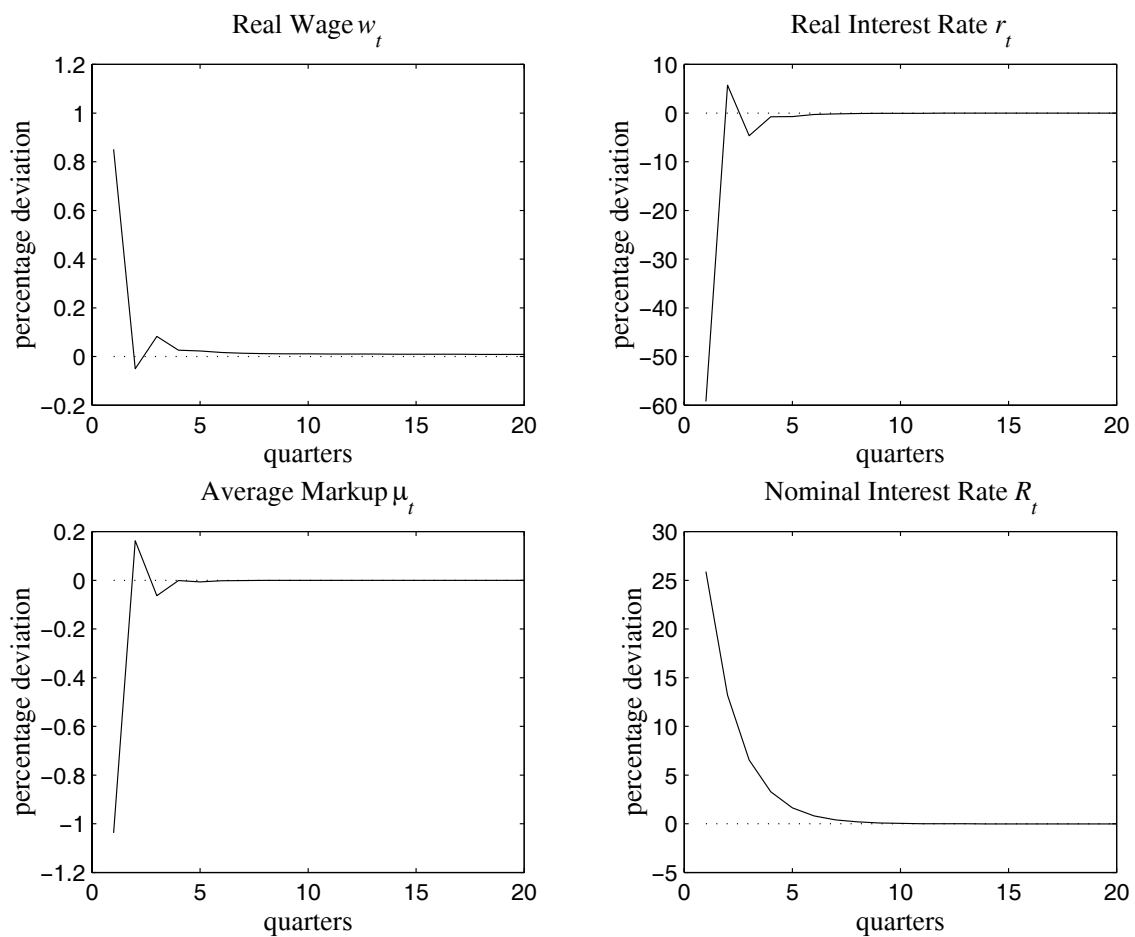 Real Wage w_t
1.2
1
0.8
0.6
0.4
0.2
0
−0.2
percentage deviation
0 5 10 15 20
quarters
Real Interest Rate r_t
10
0
−10
−20
−30
−40
−50
−60
percentage deviation
0 5 10 15 20
quarters
Average Markup μ_t
0.2
0
−0.2
−0.4
−0.6
−0.8
−1
−1.2
percentage deviation
0 5 10 15 20
quarters
Nominal Interest Rate R_t
30
25
20
15
10
5
0
−5
percentage deviation
0 5 10 15 20
quarters